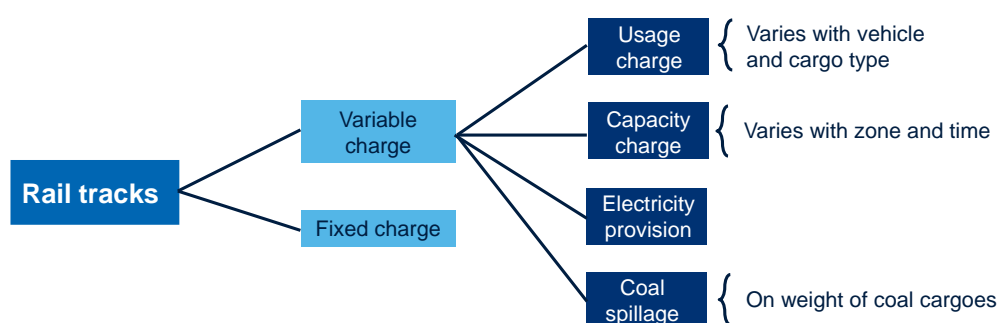 Rail tracks
Variable
charge
Fixed charge
Usage
charge
Varies with vehicle
and cargo type
Capacity
charge
Varies with zone and time
Electricity
provision
Coal
spillage
On weight of coal cargoes